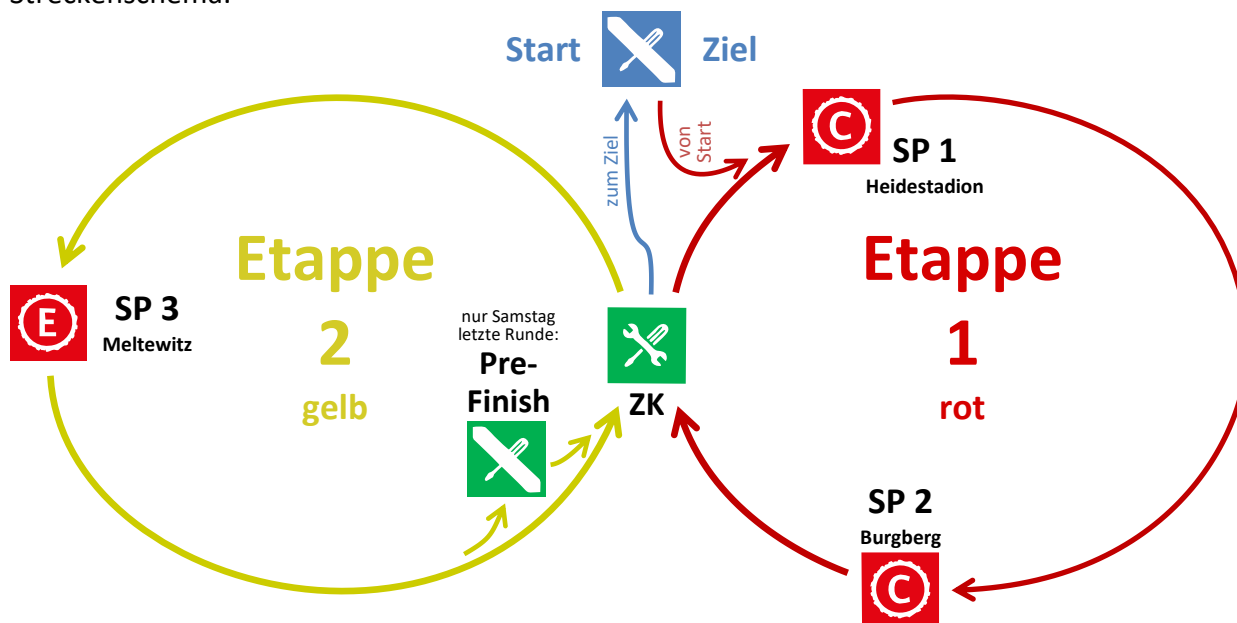 Streckenschema:
Start
Ziel
zum Ziel
von
Start
C
SP 1
Heidestadion
Etappe
2
gelb
Etappe
1
rot
E
SP 3
Meltewitz
nur Samstag
letzte Runde:
Pre-
Finish
ZK
SP 2
Burgberg
C